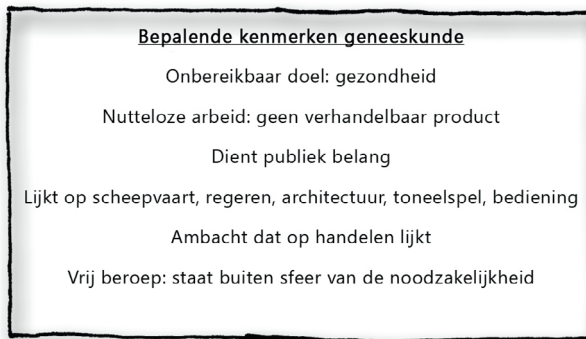 Bepalende kenmerken geneeskunde
Onbereikbaar doel: gezondheid
Nutteloze arbeid: geen verhandelbaar product
Dient publiek belang
Lijkt op scheepvaart, regeren, architectuur, toneelspel, bediening
Ambacht dat op handelen lijkt
Vrij beroep: staat buiten sfeer van de noodzakelijkheid